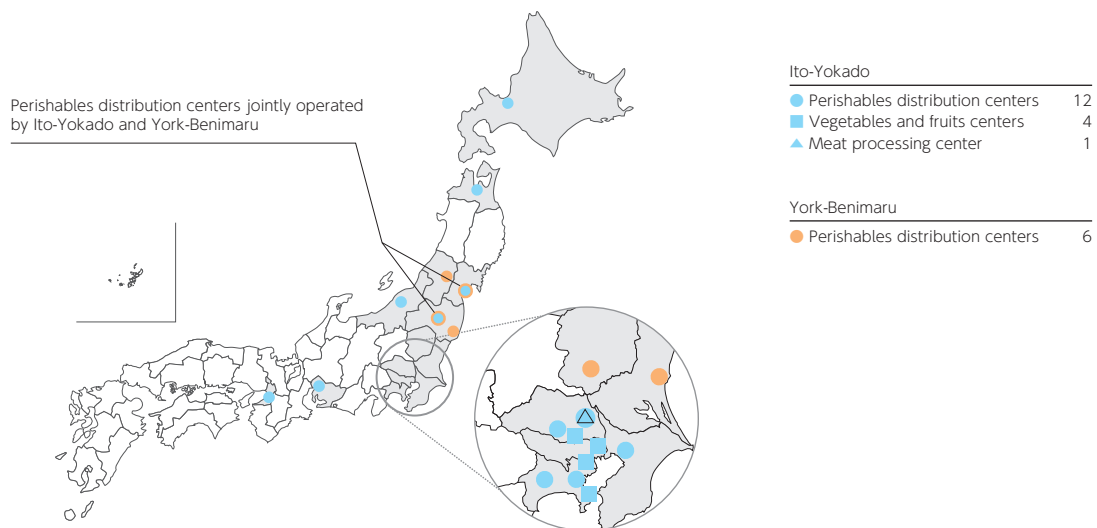 Perishables distribution centers jointly operated
by Ito-Yokado and York-Benimaru
Ito-Yokado
Perishables distribution centers 12
Vegetables and fruits centers 4
Meat processing center 1
York-Benimaru
Perishables distribution centers 6